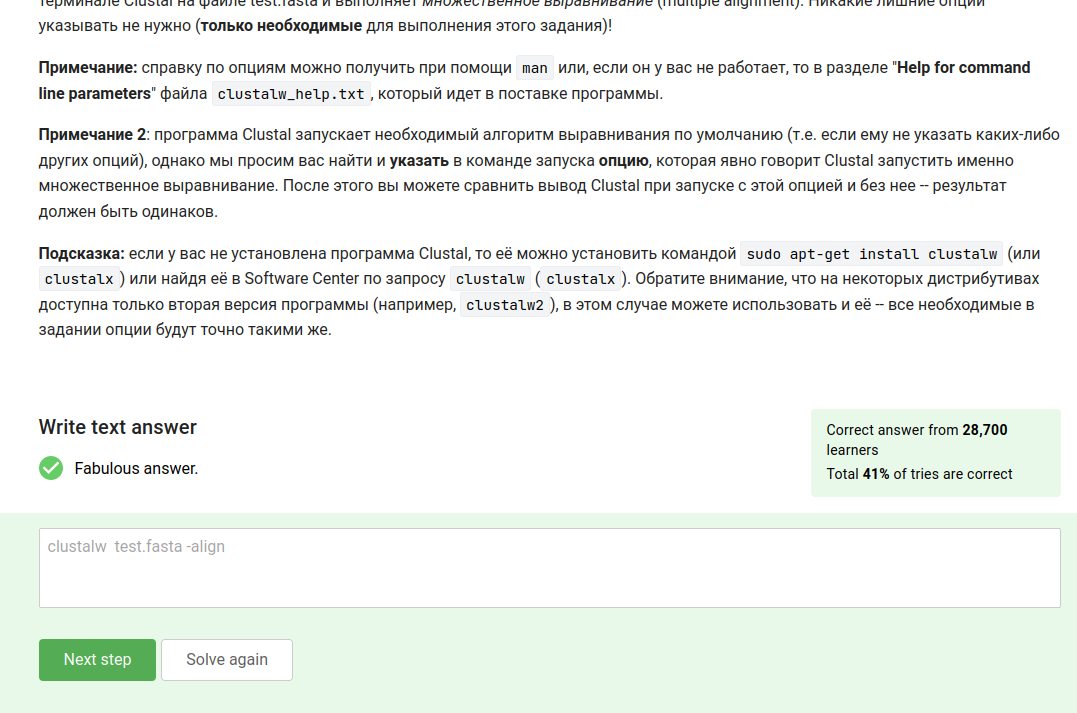 терминале Clustal на файле test.fasta и выполняет множественное выравнивание (multiple alignment). Никакие лишние опции
указывать не нужно (только необходимые для выполнения этого задания)!
Примечание: справку по опциям можно получить при помощи man или, если он у вас не работает, то в разделе "Help for command
line parameters" файла clustalw_help.txt, который идет в поставке программы.
Примечание 2: программа Clustal запускает необходимый алгоритм выравнивания по умолчанию (т.е. если ему не указать каких-либо
других опций), однако мы просим вас найти и указать в команде запуска опцию, которая явно говорит Clustal запустить именно
множественное выравнивание. После этого вы можете сравнить вывод Clustal при запуске с этой опцией и без нее -- результат
должен быть одинаков.
Подсказка: если у вас не установлена программа Clustal, то её можно установить командой sudo apt-get install clustalw (или
clustalx) или найдя её в Software Center по запросу clustalw (clustalx). Обратите внимание, что на некоторых дистрибутивах
доступна только вторая версия программы (например, clustalw2), в этом случае можете использовать и её -- все необходимые в
задании опции будут точно такими же.
Write text answer
Fabulous answer.
Correct answer from 28,700
learners
Total 41% of tries are correct
clustalw  test.fasta -align
Next step
Solve again